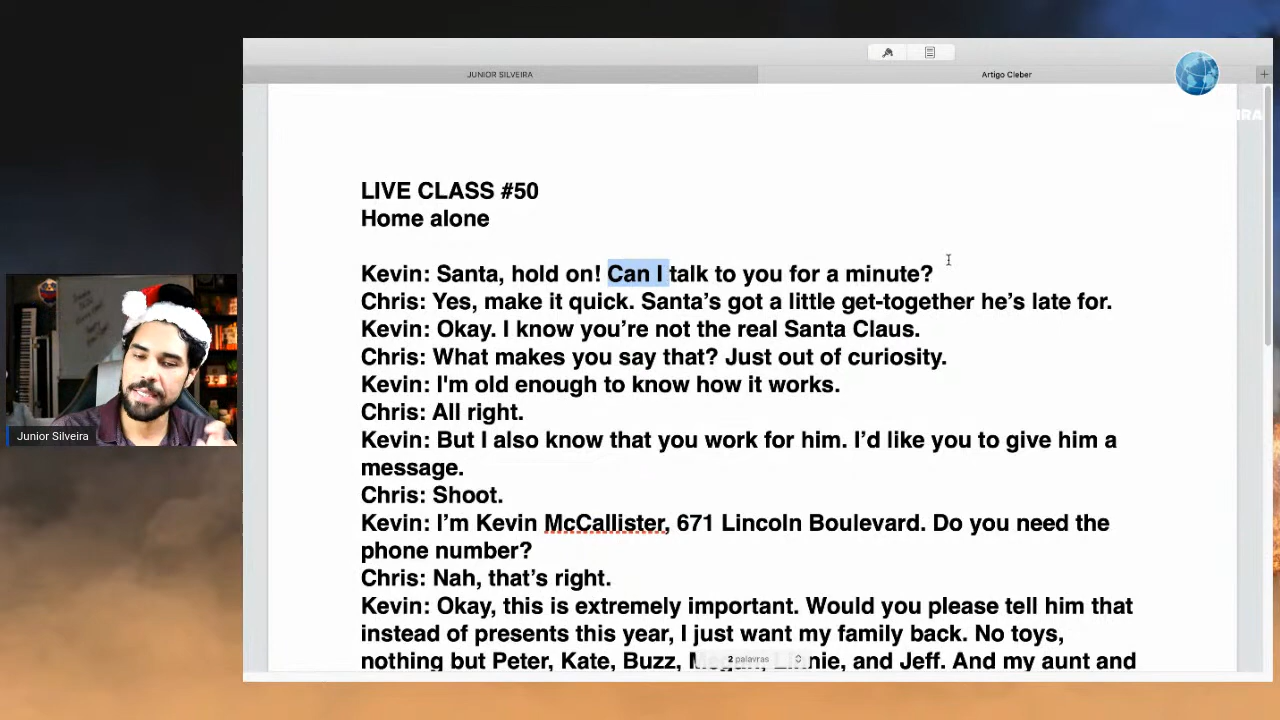 JUNIOR SILVEIRA
Artigo Cleber
IRA
LIVE CLASS #50
Home alone
Kevin: Santa, hold on! Can I talk to you for a minute?
Chris: Yes, make it quick. Santa’s got a little get-together he’s late for.
Kevin: Okay. I know you’re not the real Santa Claus.
Chris: What makes you say that? Just out of curiosity.
Kevin: I'm old enough to know how it works.
Chris: All right.
Kevin: But I also know that you work for him. I’d like you to give him a
message.
Chris: Shoot.
Kevin: I’m Kevin McCallister, 671 Lincoln Boulevard. Do you need the
phone number?
Chris: Nah, that’s right.
Kevin: Okay, this is extremely important. Would you please tell him that
instead of presents this year, I just want my family back. No toys,
nothing but Peter, Kate, Buzz, and Jeff. And my aunt and
2 palavras
Junior Silveira